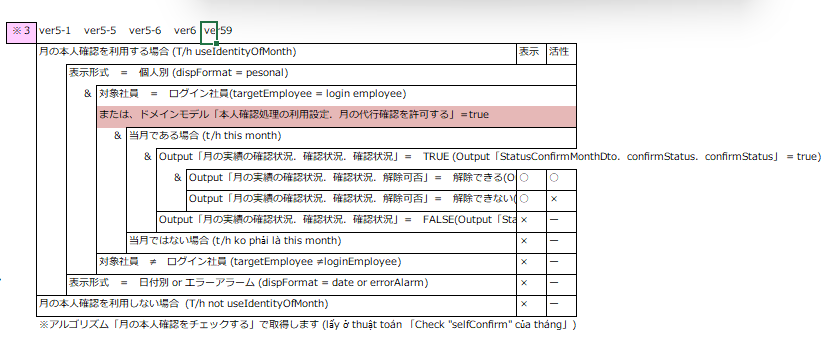 ※3 ver5-1 ver5-5 ver5-6 ver6 ver59
月の本人確認を利用する場合 (T/h useIdentityOfMonth) 表示 活性
表示形式 ＝ 個人別 (dispFormat = pesonal)
& 対象社員 ＝ ログイン社員(targetEmployee = login employee)
または、ドメインモデル「本人確認処理の利用設定．月の代行確認を許可する」＝true
& 当月である場合 (t/h this month)
& Output「月の実績の確認状況．確認状況．確認状況」＝ TRUE (Output「StatusConfirmMonthDto．confirmStatus．confirmStatus」 = true)
& Output「月の実績の確認状況．確認状況．解除可否」＝ 解除できる(O 〇 〇
Output「月の実績の確認状況．確認状況．解除可否」＝ 解除できない( 〇 ×
Output「月の実績の確認状況．確認状況．確認状況」＝ FALSE(Output「Sta × ー
当月ではない場合 (t/h ko phải là this month) × ー
対象社員 ≠ ログイン社員 (targetEmployee ≠loginEmployee) × ー
表示形式 ＝ 日付別 or エラーアラーム (dispFormat = date or errorAlarm) × ー
月の本人確認を利用しない場合 (T/h not useIdentityOfMonth) × ー
※アルゴリズム「月の本人確認をチェックする」で取得します (lấy ở thuật toán 「Check "selfConfirm" của tháng」)